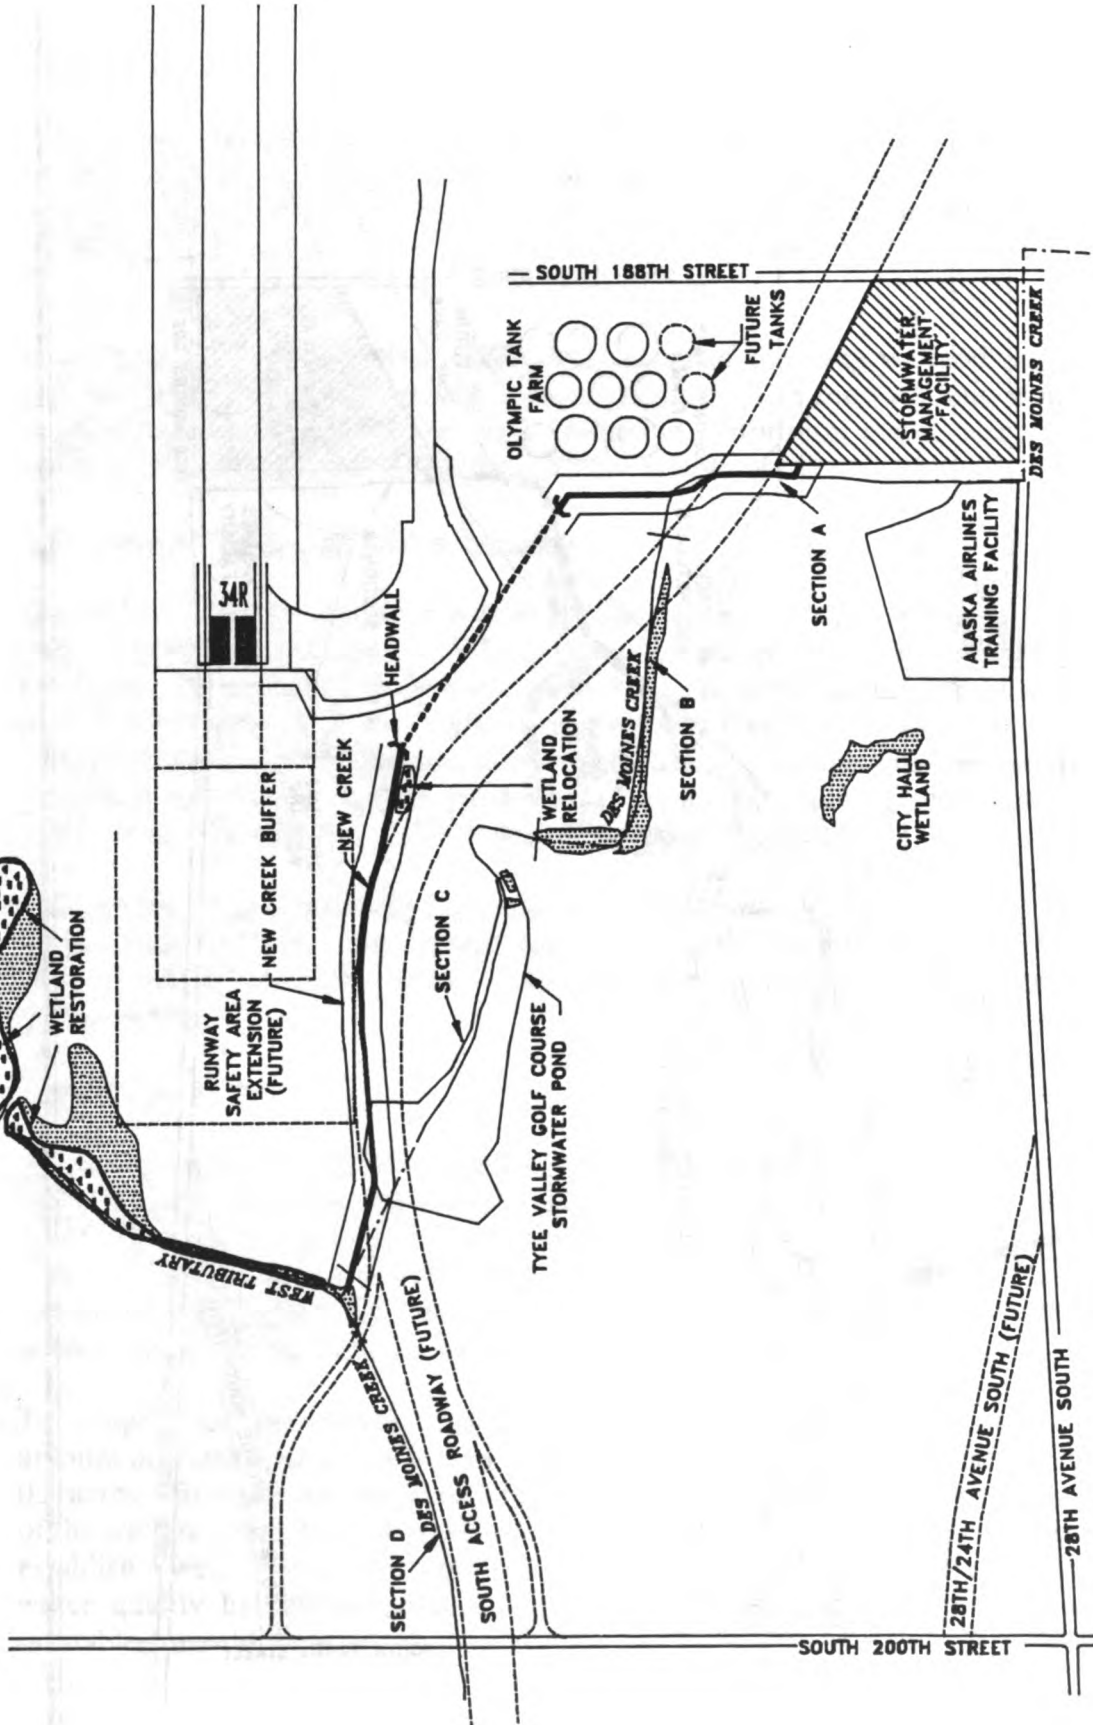 SOUTH 188TH STREET
OLYMPIC TANK
FARM
FUTURE
TANKS
STORMWATER
MANAGEMENT
FACILITY
DES MOINES CREEK
SECTION A
ALASKA AIRLINES
TRAINING FACILITY
34R
HEADWALL
WETLAND
RELOCATION
DES MOINES CREEK
SECTION B
CITY HALL
WETLAND
NEW CREEK
NEW CREEK BUFFER
SECTION C
TYEE VALLEY GOLF COURSE
STORMWATER POND
WETLAND
RESTORATION
RUNWAY
SAFETY AREA
EXTENSION
(FUTURE)
WEST TRIBUTARY
DES MOINES CREEK
SECTION D
SOUTH ACCESS ROADWAY (FUTURE)
28TH/24TH AVENUE SOUTH (FUTURE)
28TH AVENUE SOUTH
SOUTH 200TH STREET